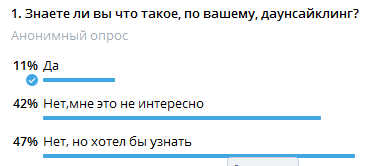 1. Знаете ли вы что такое, по вашему, даунсайклинг?
Анонимный опрос
11% Да
42% Нет,мне это не интересно
47% Нет, но хотел бы узнать